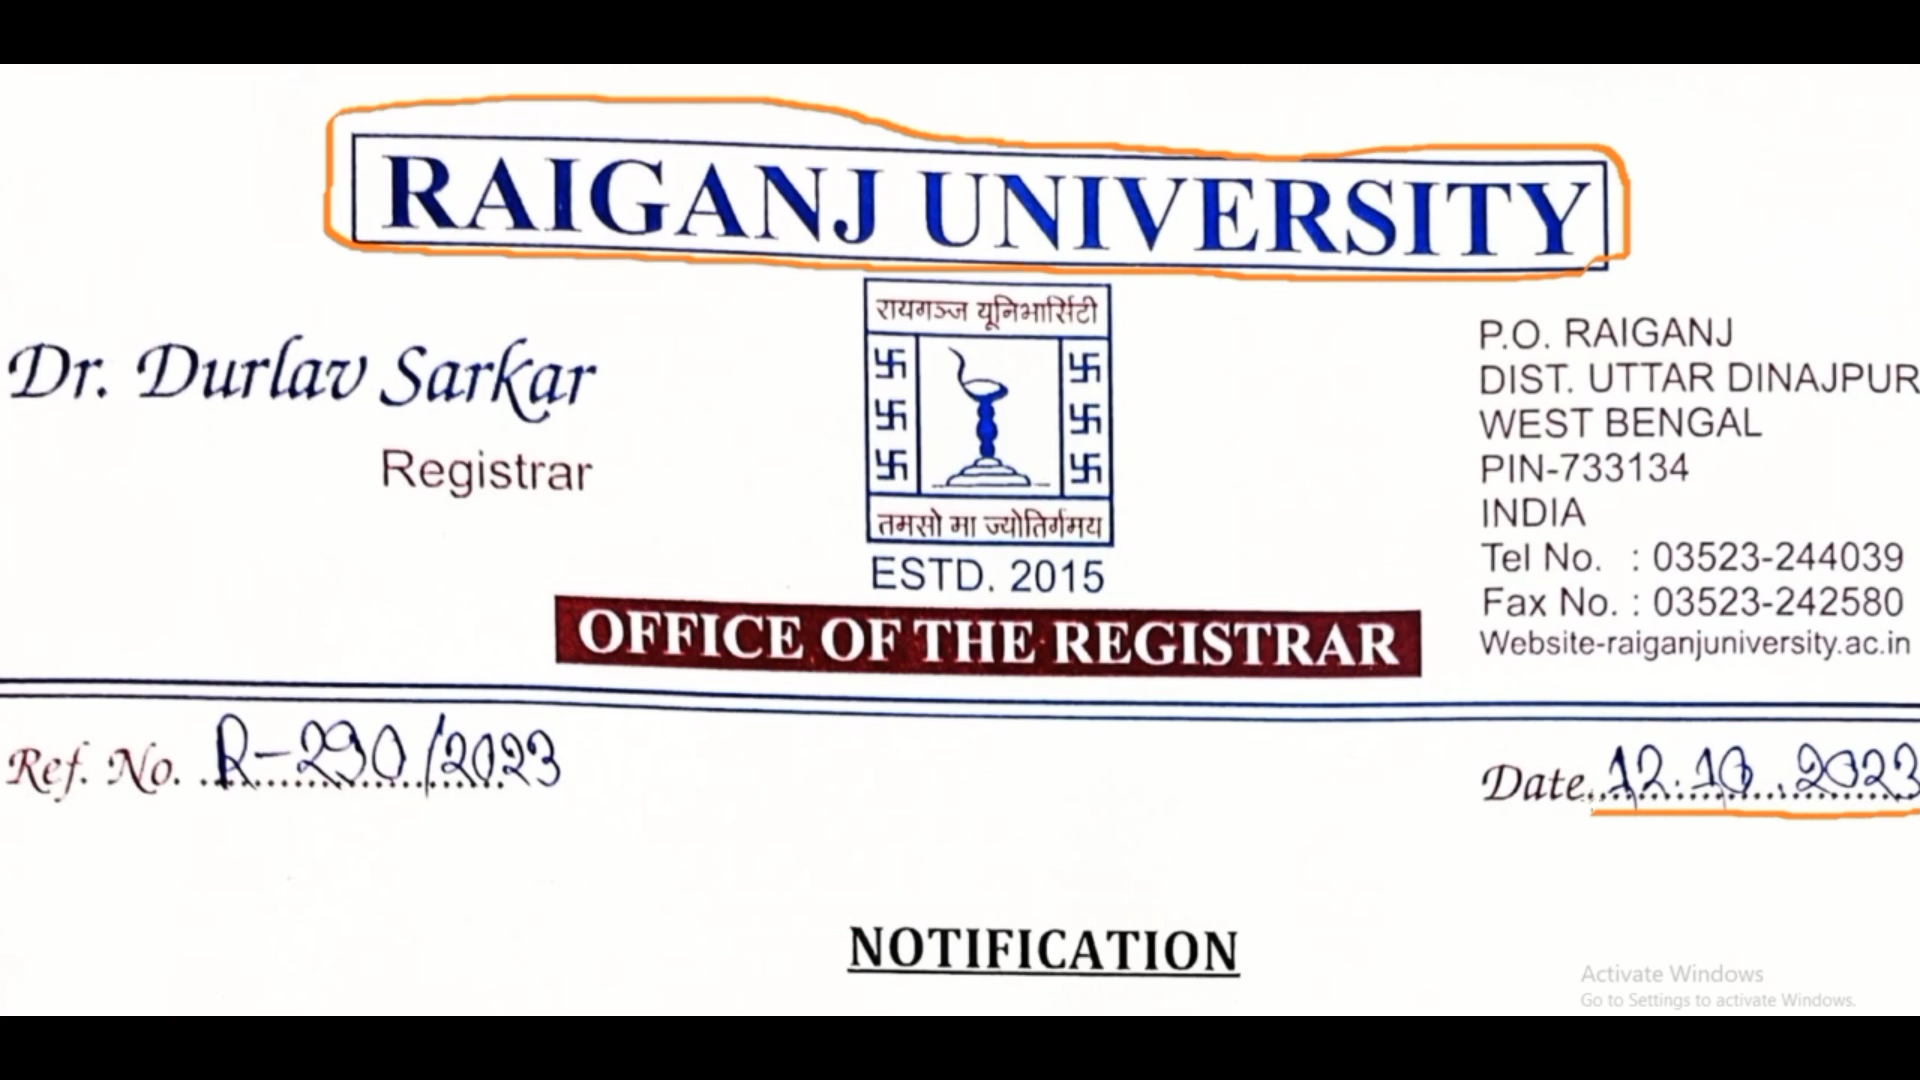 RAIGANJ UNIVERSITY
रायगञ्ज यूनिभार्सिटी
तमसो मा ज्योतिर्गमय
ESTD. 2015
Dr. Durlav Sarkar
Registrar
P.O. RAIGANJ
DIST. UTTAR DINAJPUR
WEST BENGAL
PIN-733134
INDIA
Tel No. : 03523-244039
Fax No. : 03523-242580
Website-raiganjuniversity.ac.in
OFFICE OF THE REGISTRAR
Ref. No. R-290/2023
Date 12.10.2023
NOTIFICATION
Activate Windows
Go to Settings to activate Windows.